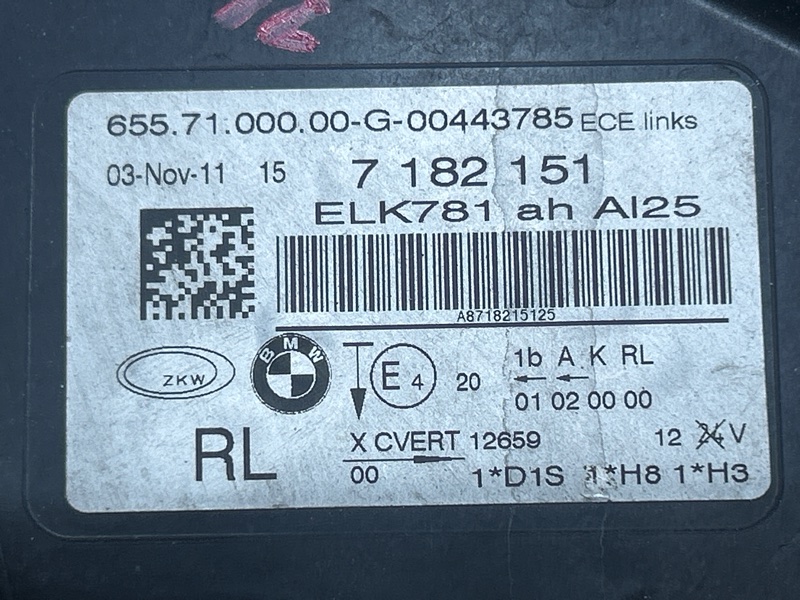 655.71.000.00-G-00443785 ECE links
03-Nov-11 15 7 182 151
ELK781 ah AI25
A8718215125
ZKW
BMW
E4 20
1b A K RL
01 02 00 00
RL
X CVERT 12659
12 24 V
00
1*D1S 1*H8 1*H3